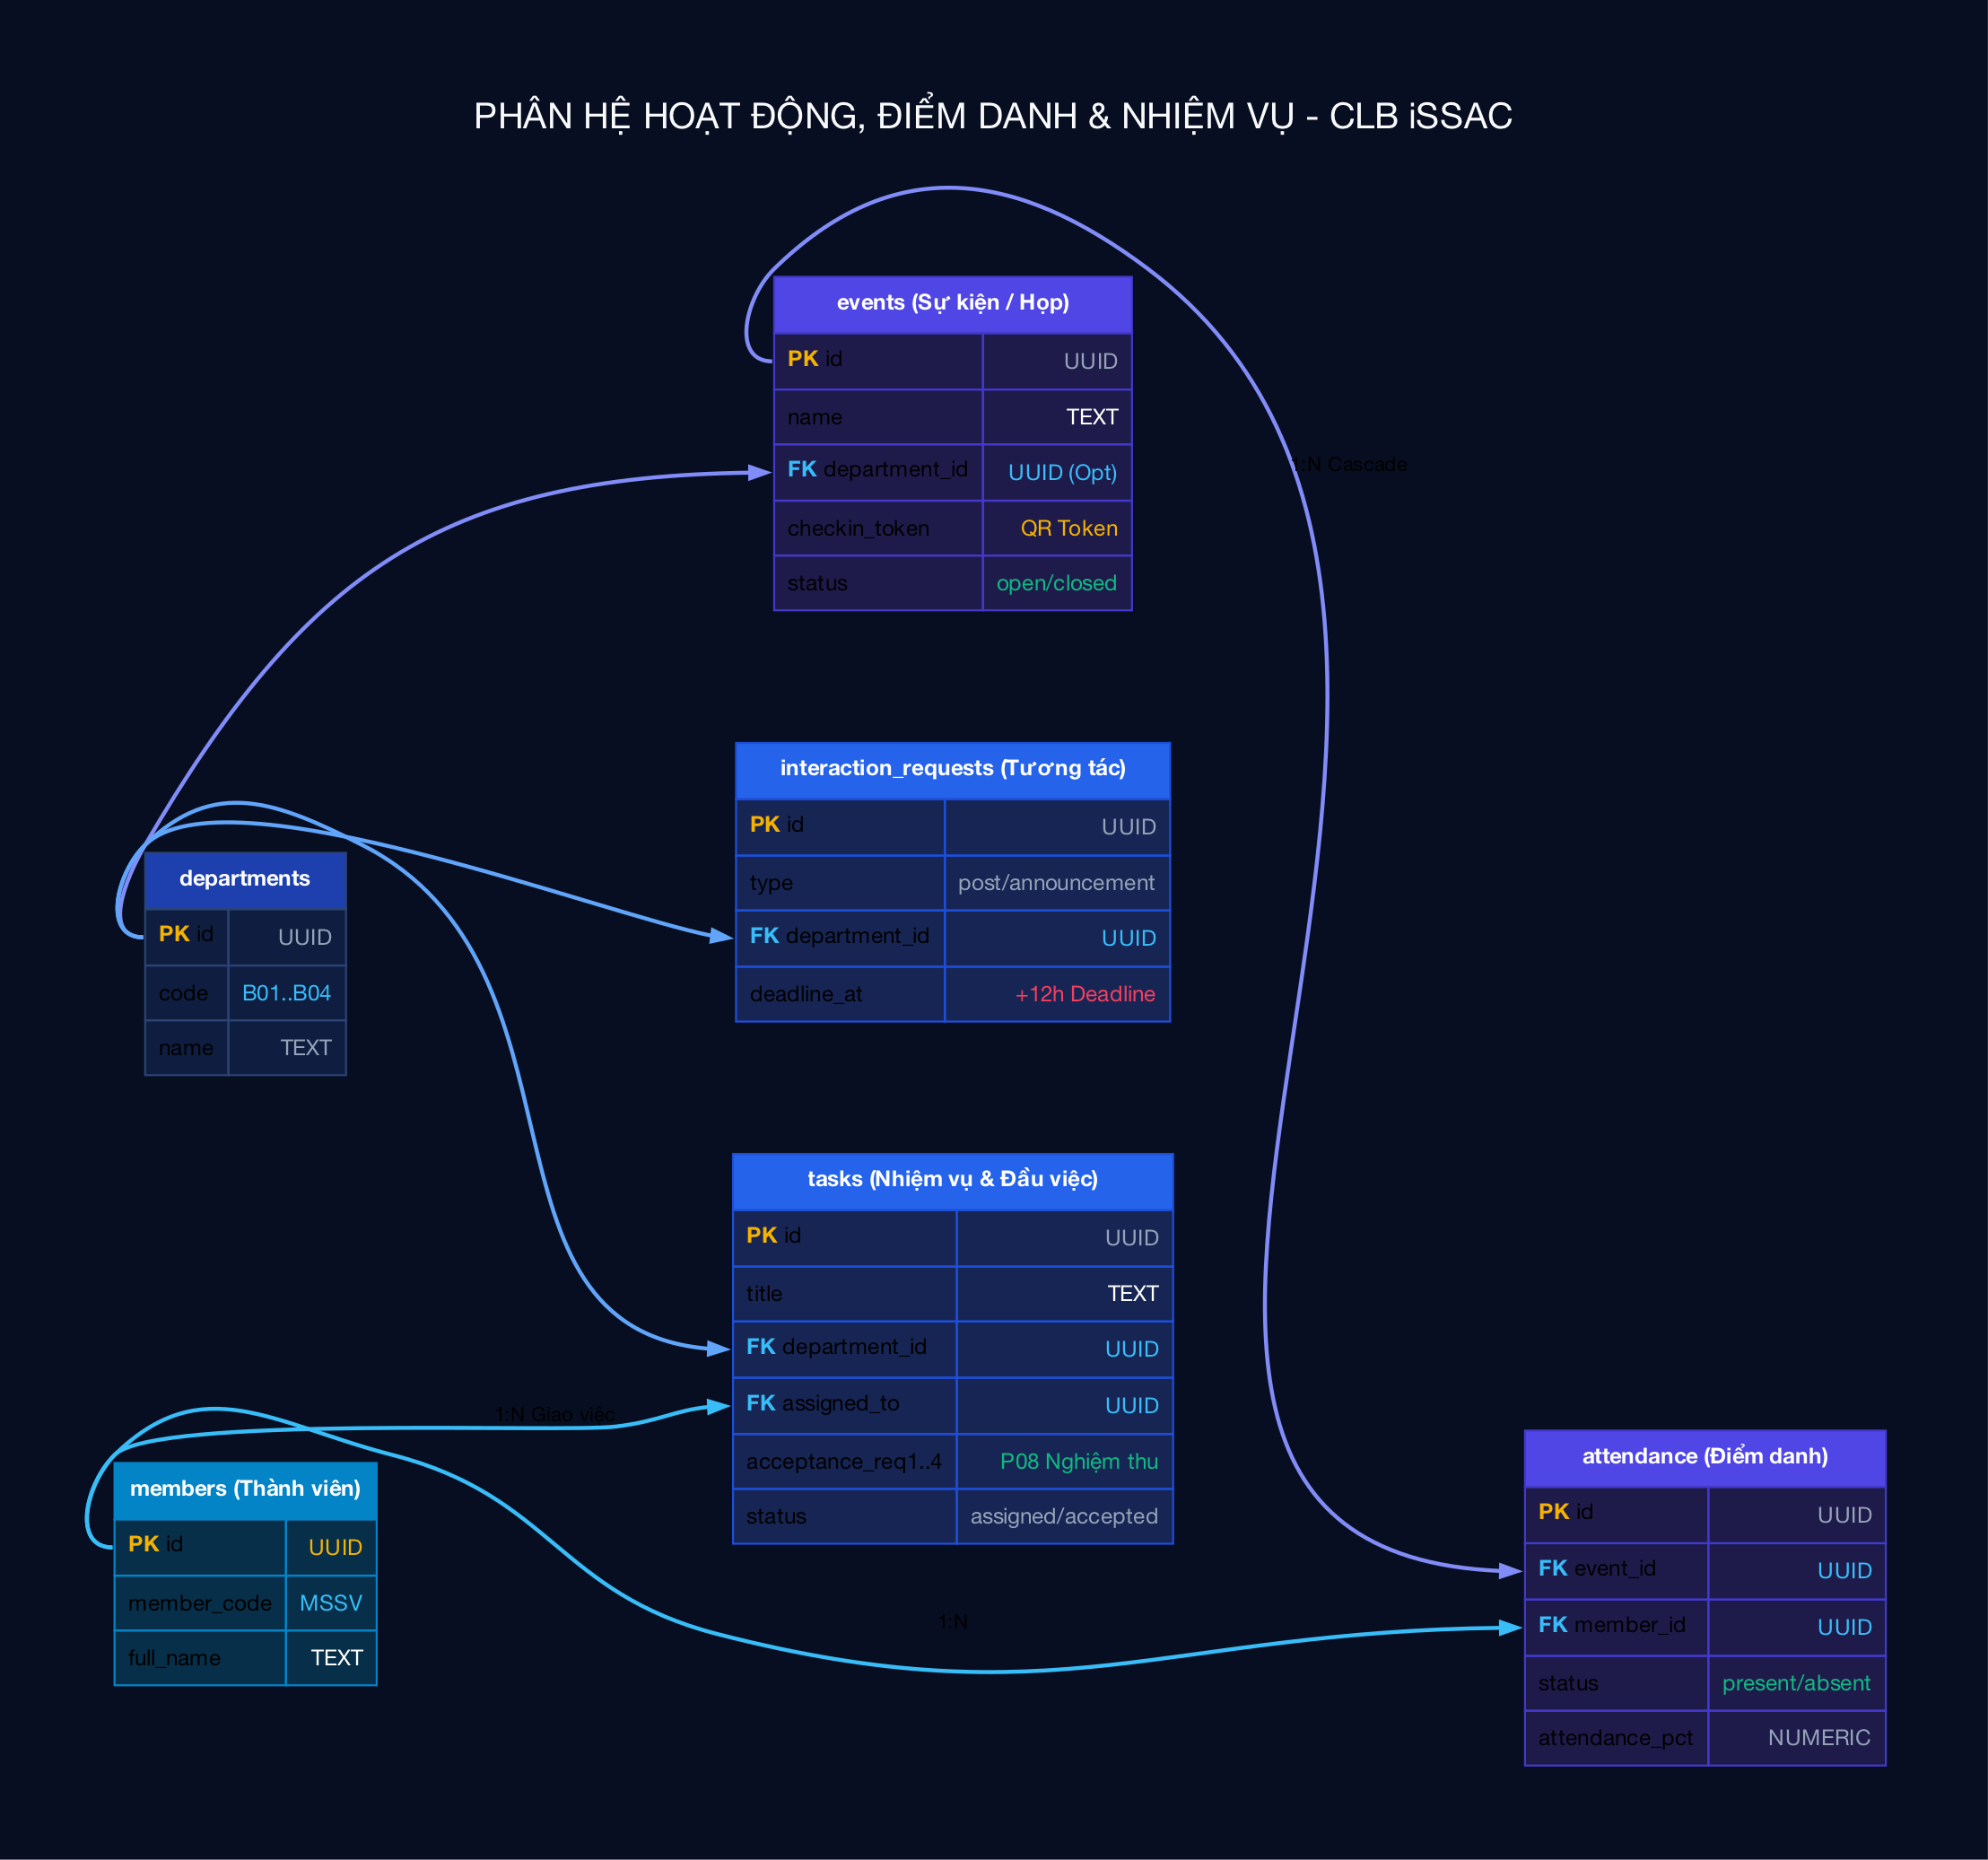 PHÂN HỆ HOẠT ĐỘNG, ĐIỂM DANH & NHIỆM VỤ - CLB iSSAC
events (Sự kiện / Họp)
PK id UUID
name TEXT
FK department_id UUID (Opt)
checkin_token QR Token
status open/closed
1:N Cascade
interaction_requests (Tương tác)
PK id UUID
type post/announcement
FK department_id UUID
deadline_at +12h Deadline
departments
PK id UUID
code B01..B04
name TEXT
tasks (Nhiệm vụ & Đầu việc)
PK id UUID
title TEXT
FK department_id UUID
FK assigned_to UUID
acceptance_req1..4 P08 Nghiệm thu
status assigned/accepted
1:N Giao việc
members (Thành viên)
PK id UUID
member_code MSSV
full_name TEXT
1:N
attendance (Điểm danh)
PK id UUID
FK event_id UUID
FK member_id UUID
status present/absent
attendance_pct NUMERIC